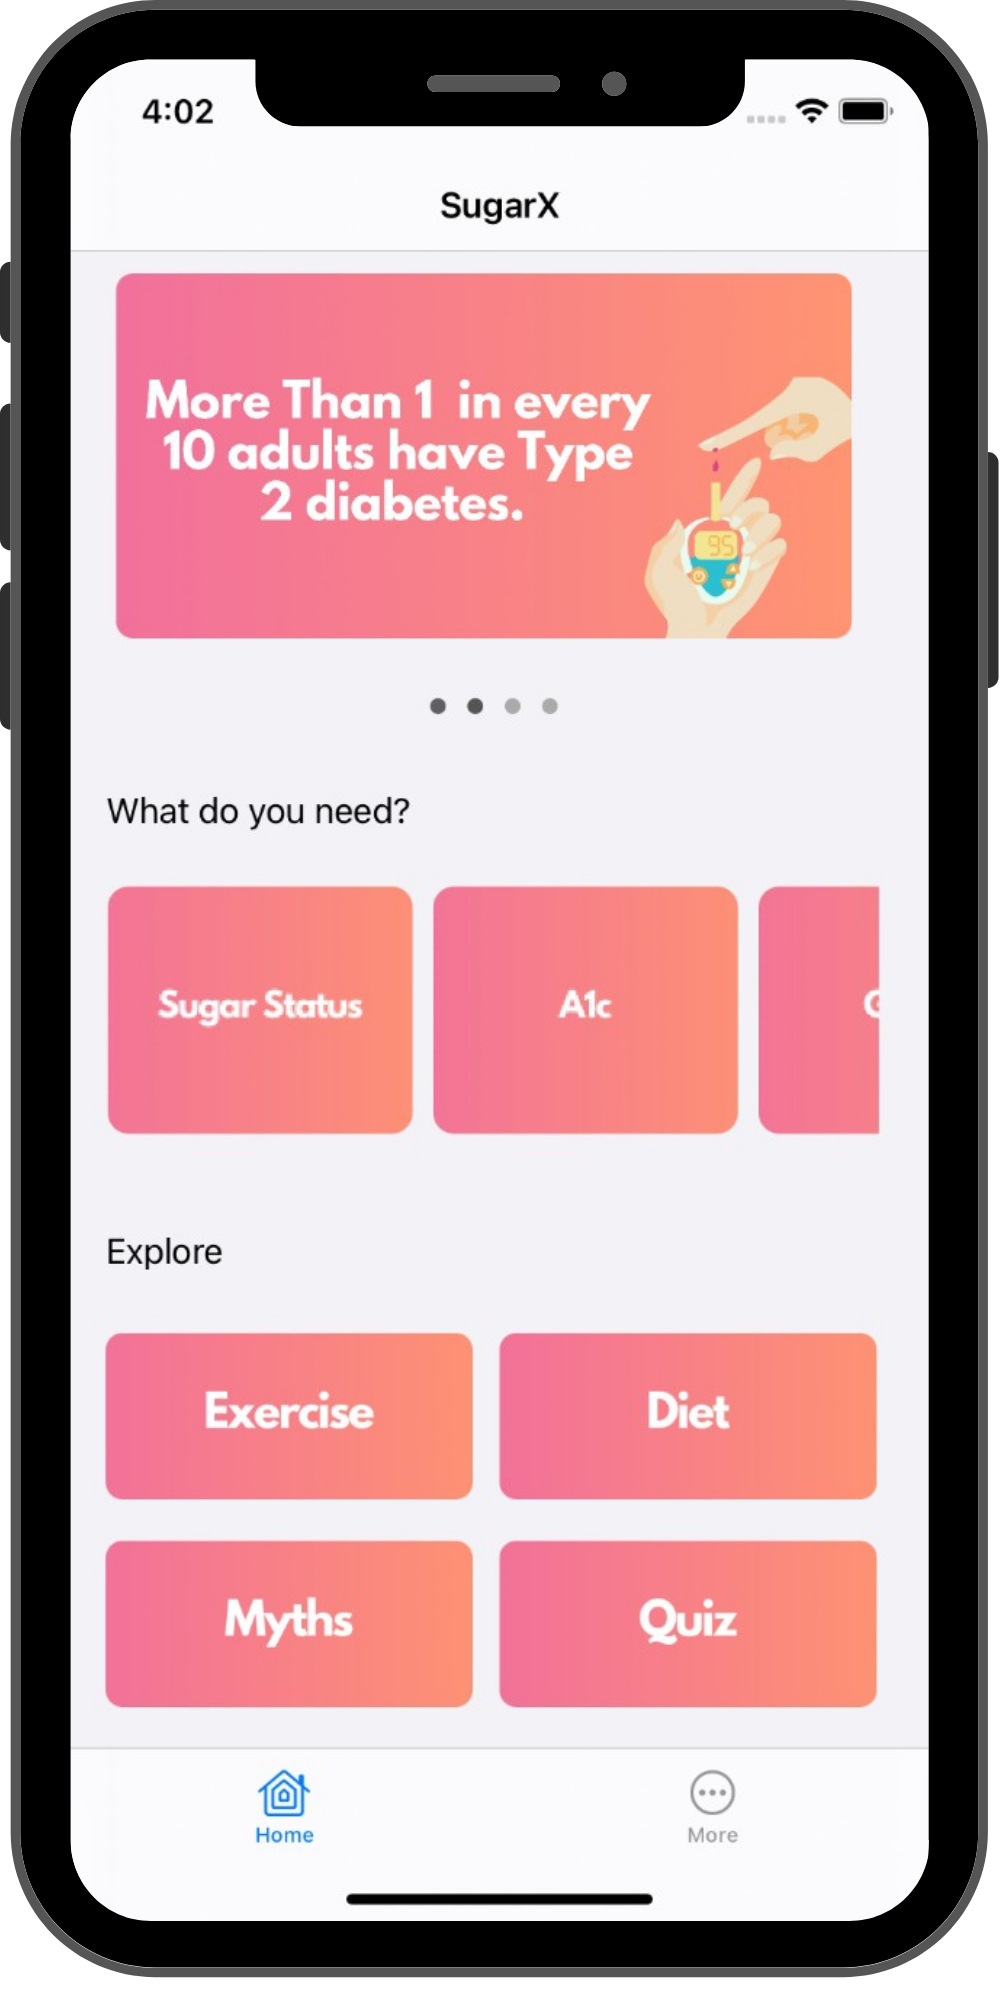 4:02
SugarX
More Than 1 in every
10 adults have Type
2 diabetes.
95
What do you need?
Sugar Status
A1c
Explore
Exercise
Diet
Myths
Quiz
Home
More